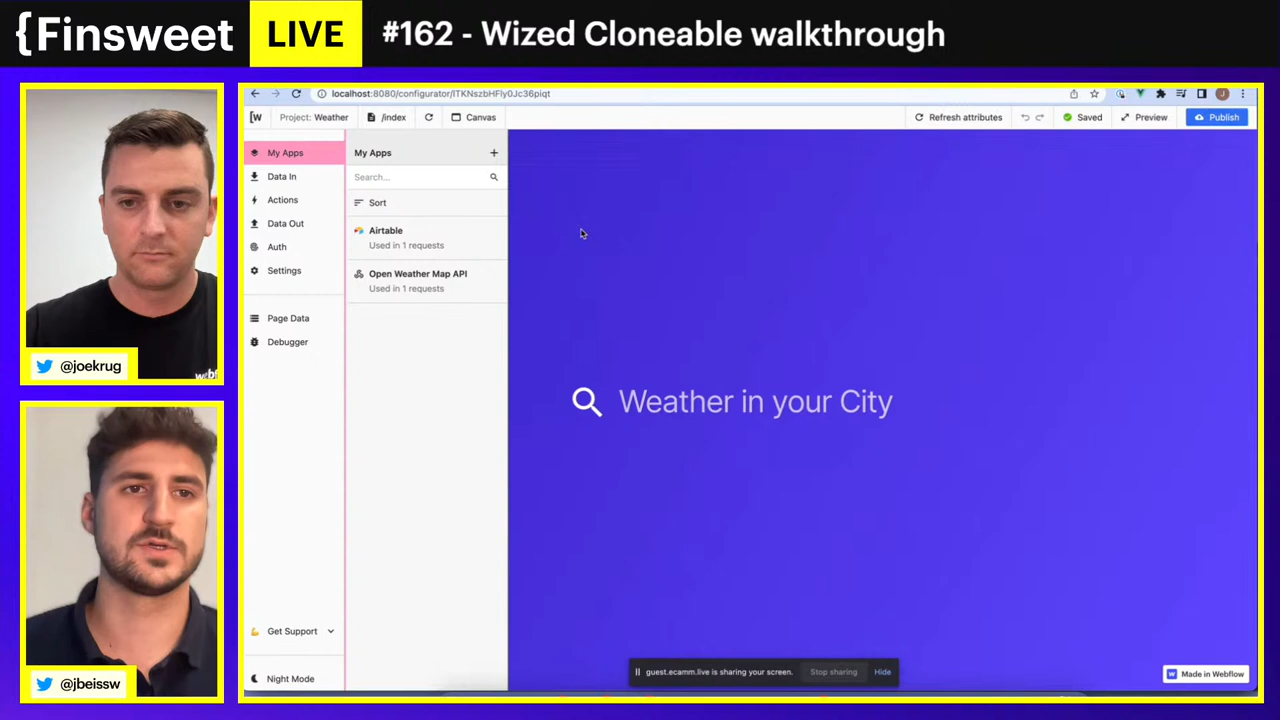 {Finsweet LIVE #162 - Wized Cloneable walkthrough
localhost:8080/configurator/lTKNszbHFly0Jc36piqt
[W Project: Weather /index Canvas Refresh attributes Saved Preview Publish
My Apps
Data In
Actions
Data Out
Auth
Settings
Page Data
Debugger
Get Support
Night Mode
My Apps +
Search...
Sort
Airtable
Used in 1 requests
Open Weather Map API
Used in 1 requests
Weather in your City
guest.ecamm.live is sharing your screen. Stop sharing Hide
Made in Webflow
@joekrug
@jbeissw